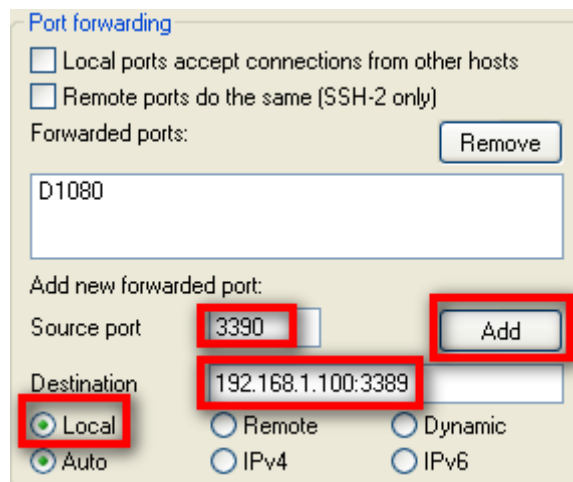 Port forwarding
Local ports accept connections from other hosts
Remote ports do the same (SSH-2 only)
Forwarded ports:
Remove
D1080
Add new forwarded port:
Source port 3390 Add
Destination 192.168.1.100:3389
Local Remote Dynamic
Auto IPv4 IPv6